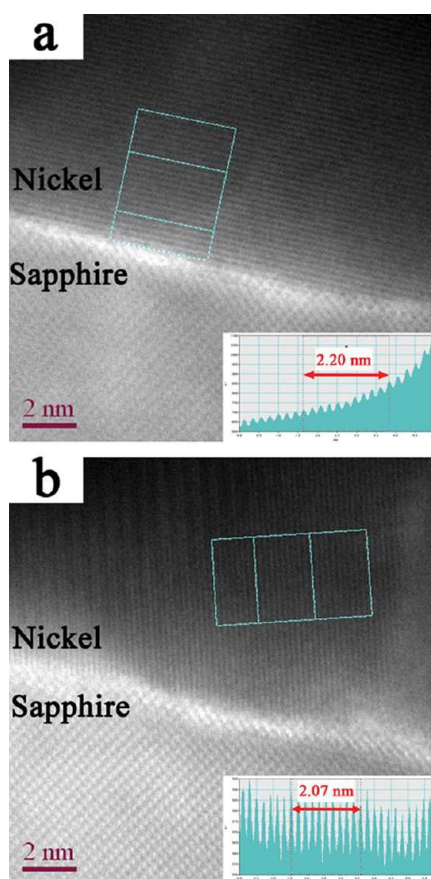 a
Nickel
Sapphire
2.20 nm
2 nm
b
Nickel
Sapphire
2.07 nm
2 nm